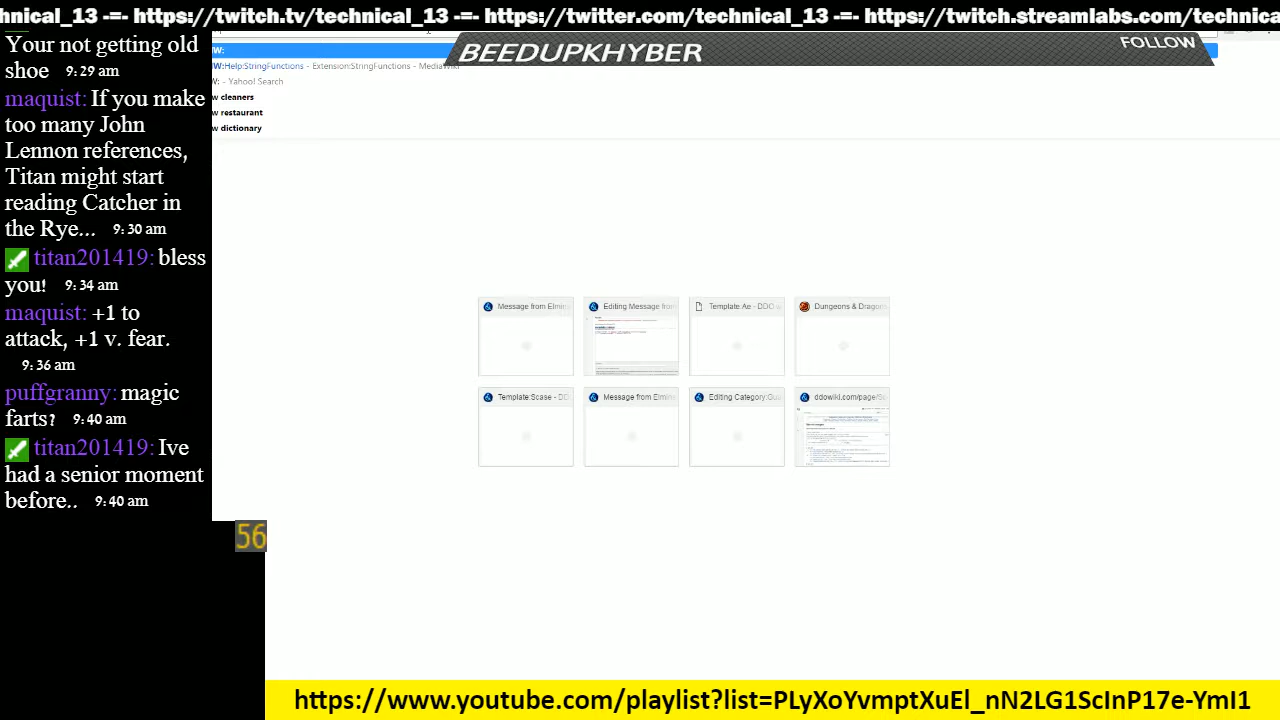 hnical_13 -=- https://twitch.tv/technical_13 -=- https://twitter.com/technical_13 -=- https://twitch.streamlabs.com/technica
Your not getting old
shoe 9:29 am
maquist: If you make
too many John
Lennon references,
Titan might start
reading Catcher in
the Rye... 9:30 am
titan201419: bless
you! 9:34 am
maquist: +1 to
attack, +1 v. fear.
9:36 am
puffgranny: magic
farts? 9:40 am
titan201419: Ive
had a senior moment
before.. 9:40 am
56
W:
W:Help:StringFunctions - Extension:StringFunctions - MediaWiki
W: - Yahoo! Search
w cleaners
w restaurant
w dictionary
BEEDUPKHYBER
FOLLOW
Message from Elmin
Editing Message from
Template:Ae - DDO w
Dungeons & Dragons
Template:Scase - DD
Message from Elmin
Editing Category:Gui
ddowiki.com/page/S
https://www.youtube.com/playlist?list=PLyXoYvmptXuEl_nN2LG1ScInP17e-YmI1